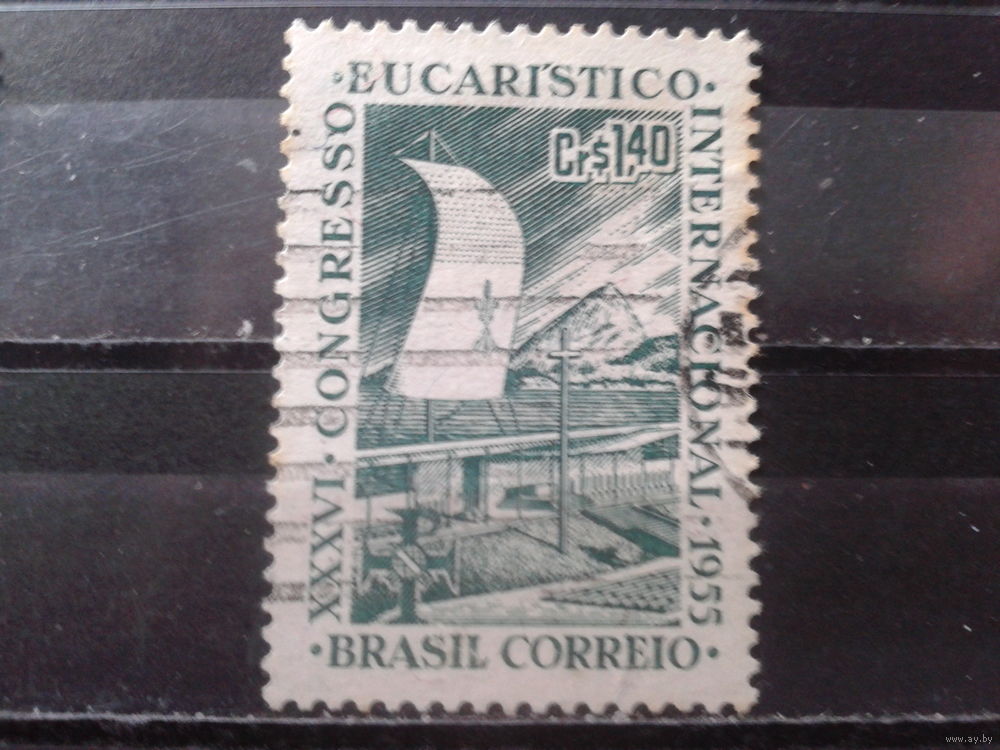 XXXVI · CONGRESSO
· EUCARÍSTICO ·
INTERNACIONAL · 1955
Cr$1,40
· BRASIL CORREIO ·
www.ay.by